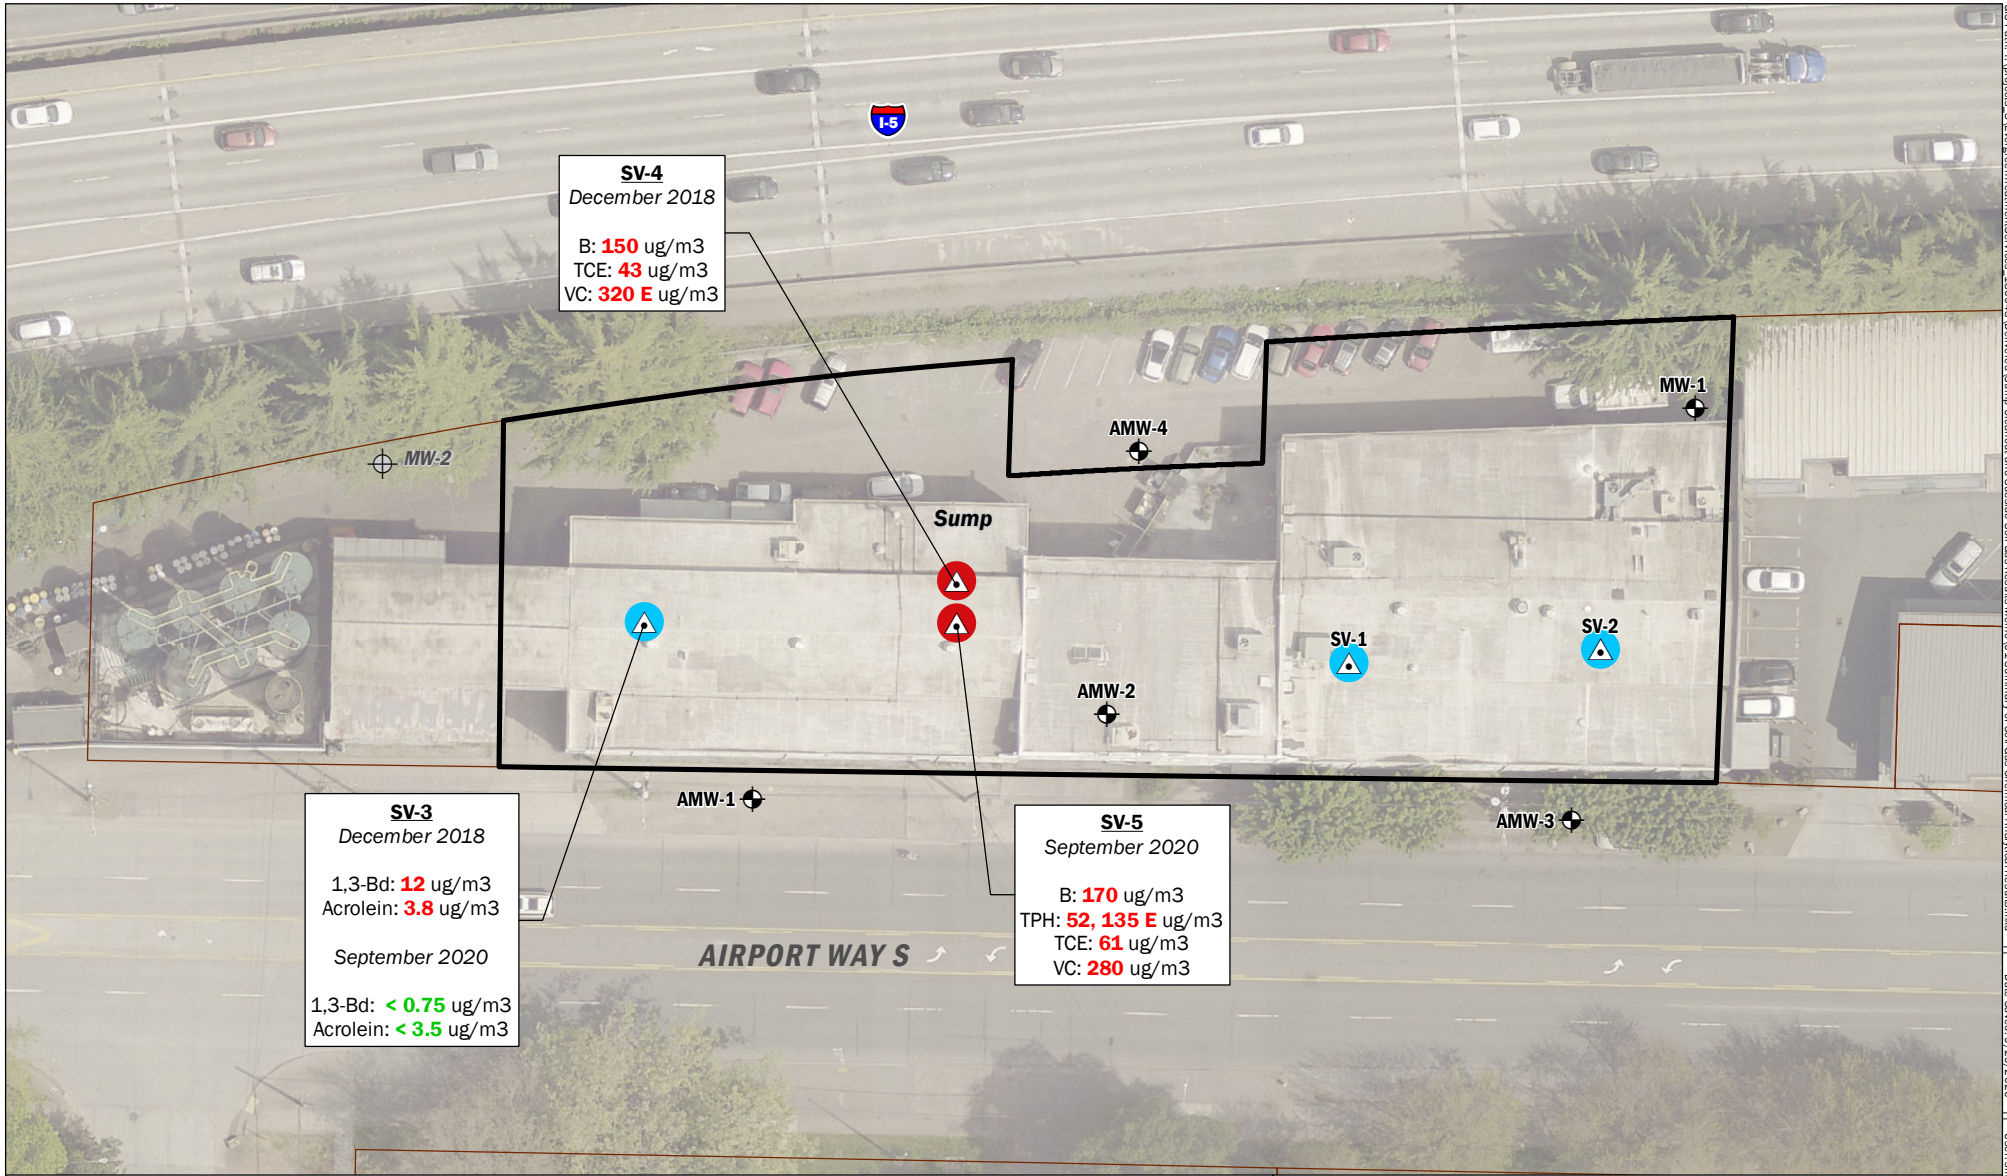 I-5
SV-4
December 2018
B: 150 ug/m3
TCE: 43 ug/m3
VC: 320 E ug/m3
MW-1
AMW-4
MW-2
Sump
SV-1
SV-2
AMW-2
AMW-1
AMW-3
SV-3
December 2018
1,3-Bd: 12 ug/m3
Acrolein: 3.8 ug/m3
September 2020
1,3-Bd: < 0.75 ug/m3
Acrolein: < 3.5 ug/m3
SV-5
September 2020
B: 170 ug/m3
TPH: 52, 135 E ug/m3
TCE: 61 ug/m3
VC: 280 ug/m3
AIRPORT WAY S